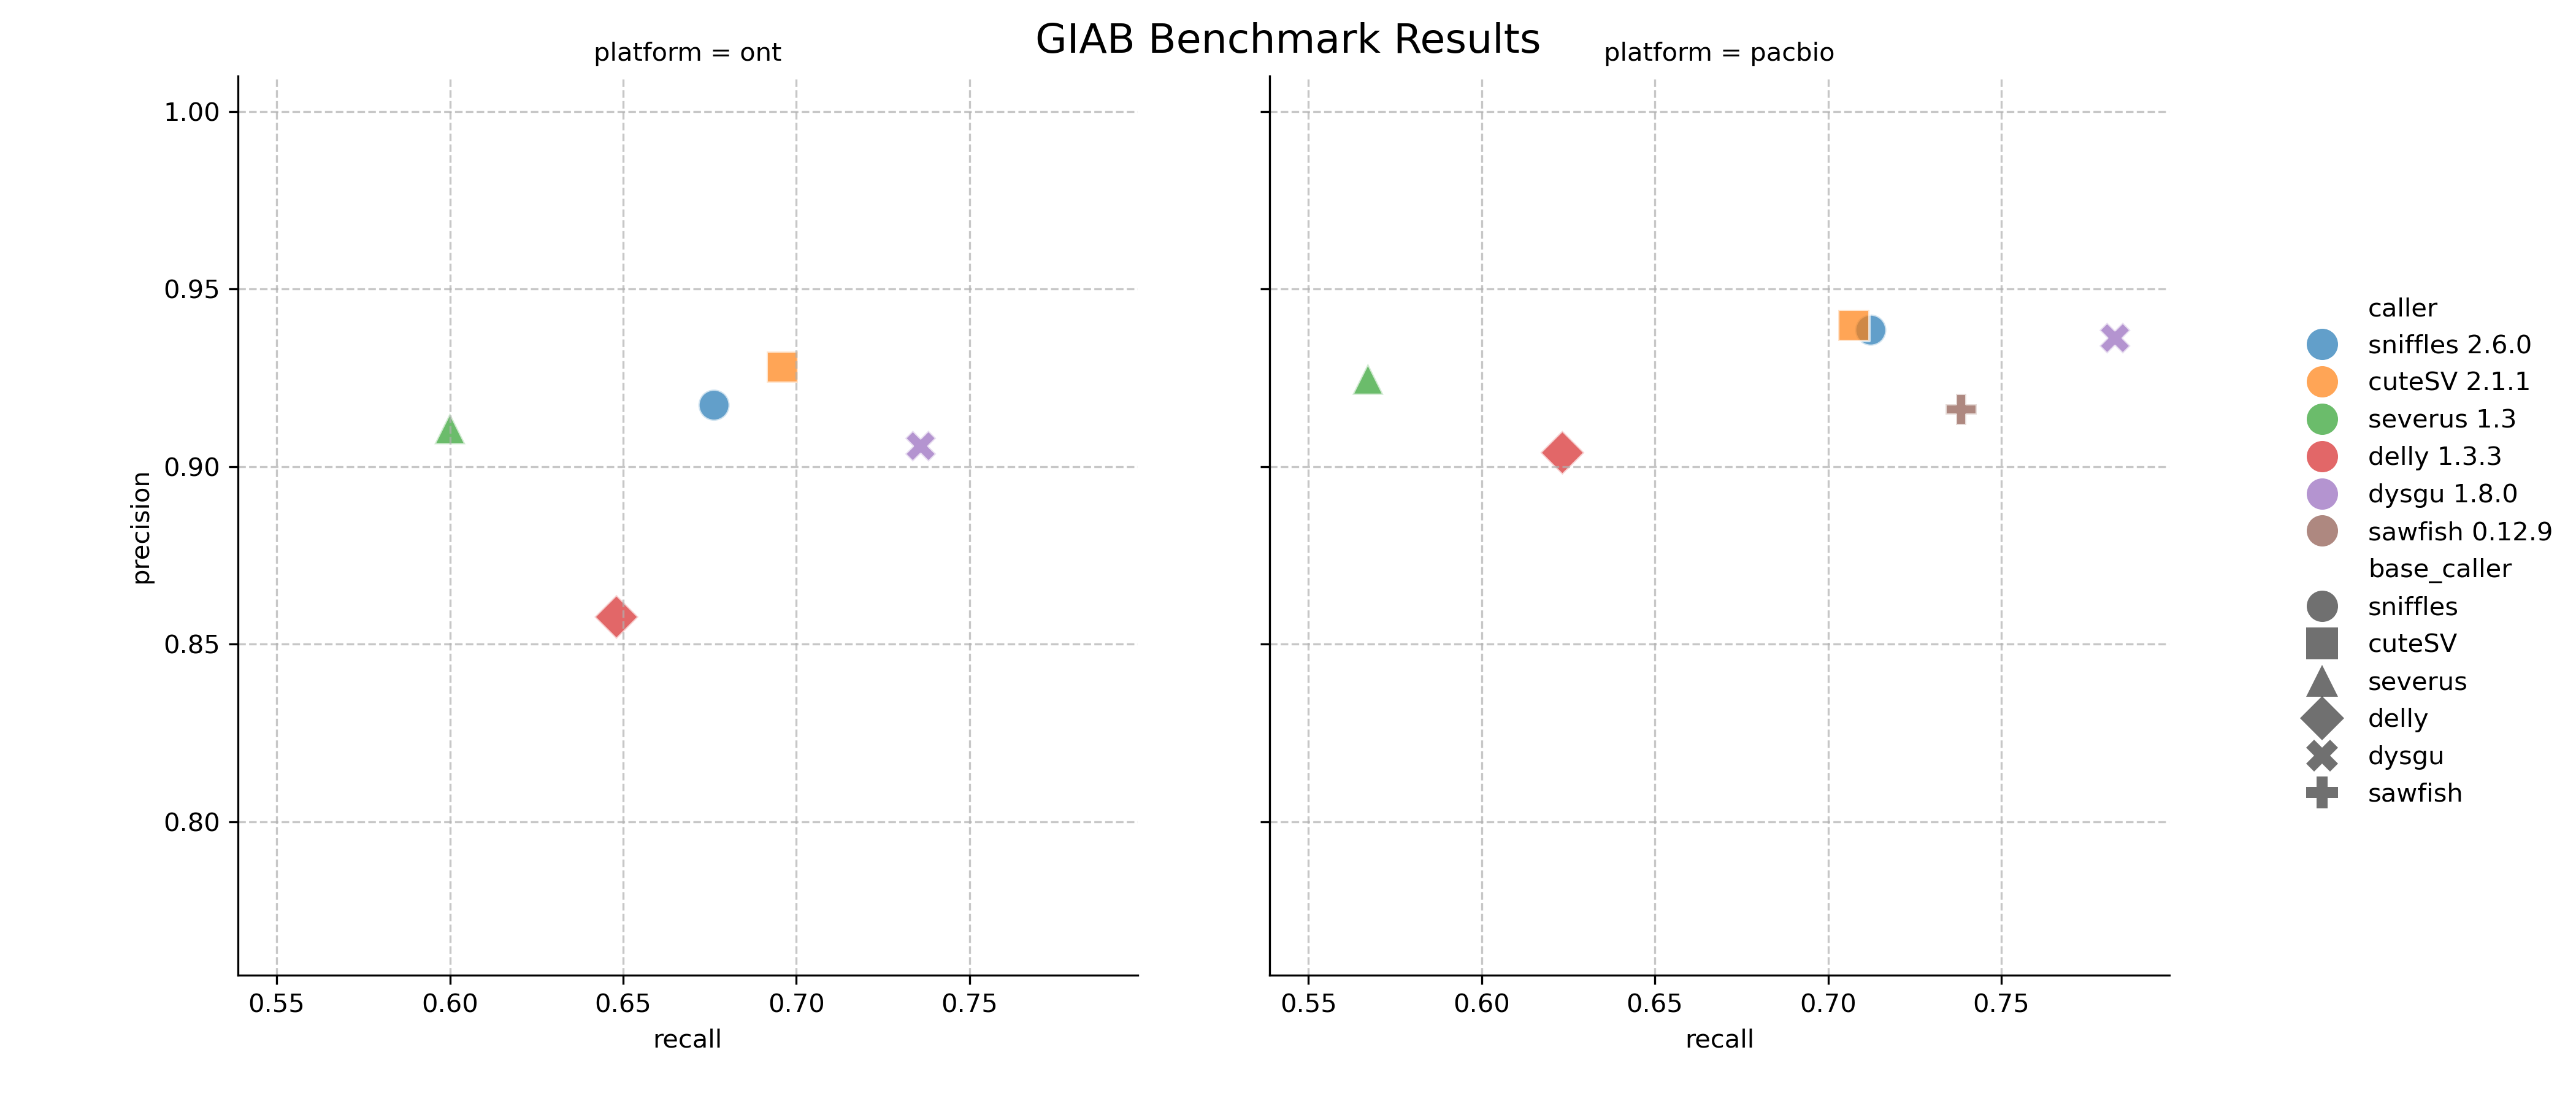 GIAB Benchmark Results
platform = ont
platform = pacbio
precision
1.00
0.95
0.90
0.85
0.80
0.55 0.60 0.65 0.70 0.75
recall
0.55 0.60 0.65 0.70 0.75
recall
caller
sniffles 2.6.0
cuteSV 2.1.1
severus 1.3
delly 1.3.3
dysgu 1.8.0
sawfish 0.12.9
base_caller
sniffles
cuteSV
severus
delly
dysgu
sawfish